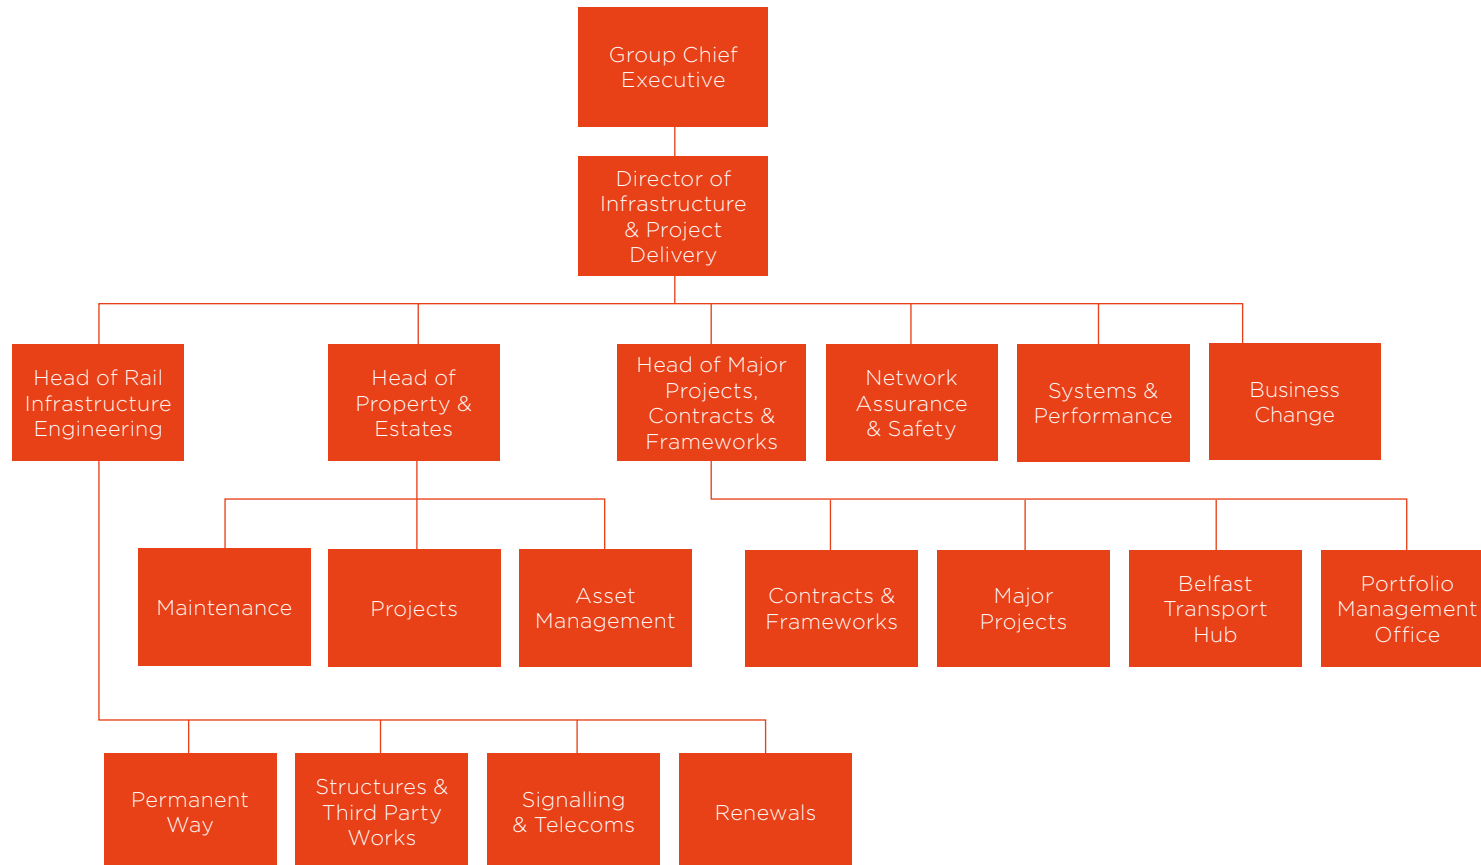 Group Chief
Executive
Director of
Infrastructure
& Project
Delivery
Head of Rail
Infrastructure
Engineering
Head of
Property &
Estates
Head of Major
Projects,
Contracts &
Frameworks
Network
Assurance
& Safety
Systems &
Performance
Business
Change
Maintenance
Projects
Asset
Management
Contracts &
Frameworks
Major
Projects
Belfast
Transport
Hub
Portfolio
Management
Office
Permanent
Way
Structures &
Third Party
Works
Signalling
& Telecoms
Renewals